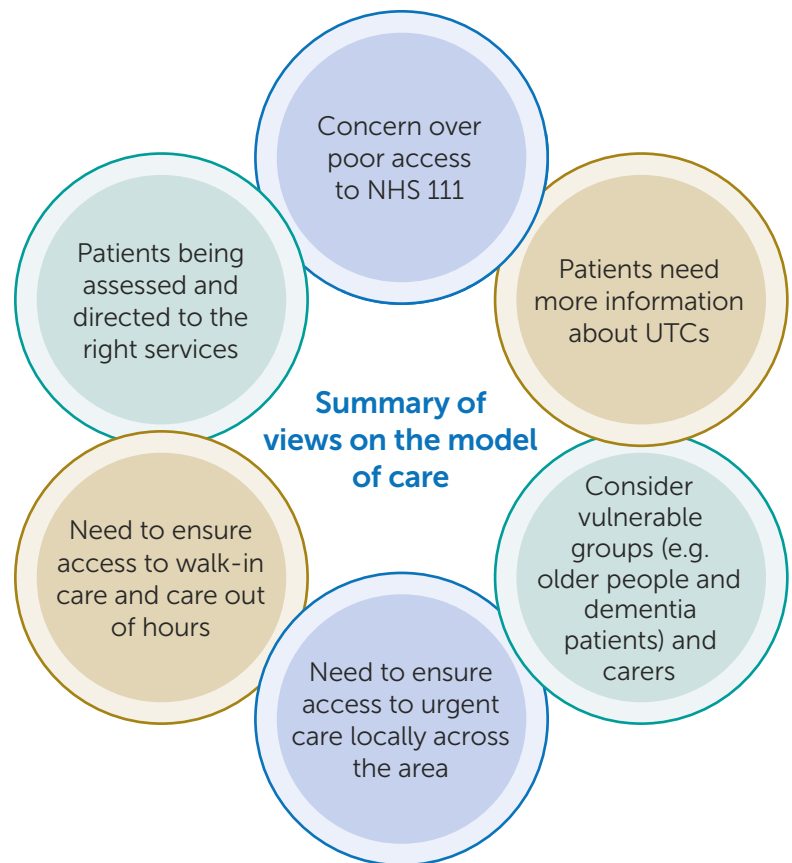 Concern over
poor access
to NHS 111
Patients need
more information
about UTCs
Consider
vulnerable
groups (e.g.
older people and
dementia
patients) and
carers
Need to ensure
access to urgent
care locally across
the area
Need to ensure
access to walk-in
care and care out
of hours
Patients being
assessed and
directed to the
right services
Summary of
views on the model
of care